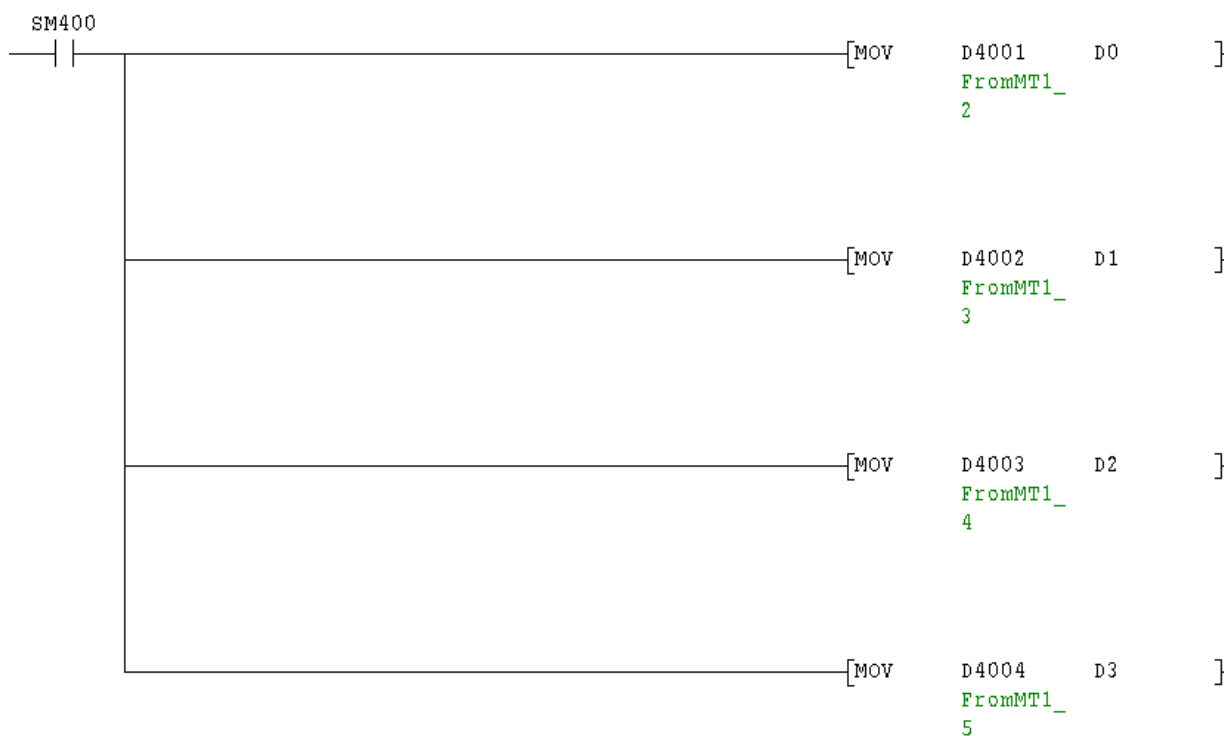 SM400
MOV D4001 D0
FromMT1_
2
MOV D4002 D1
FromMT1_
3
MOV D4003 D2
FromMT1_
4
MOV D4004 D3
FromMT1_
5